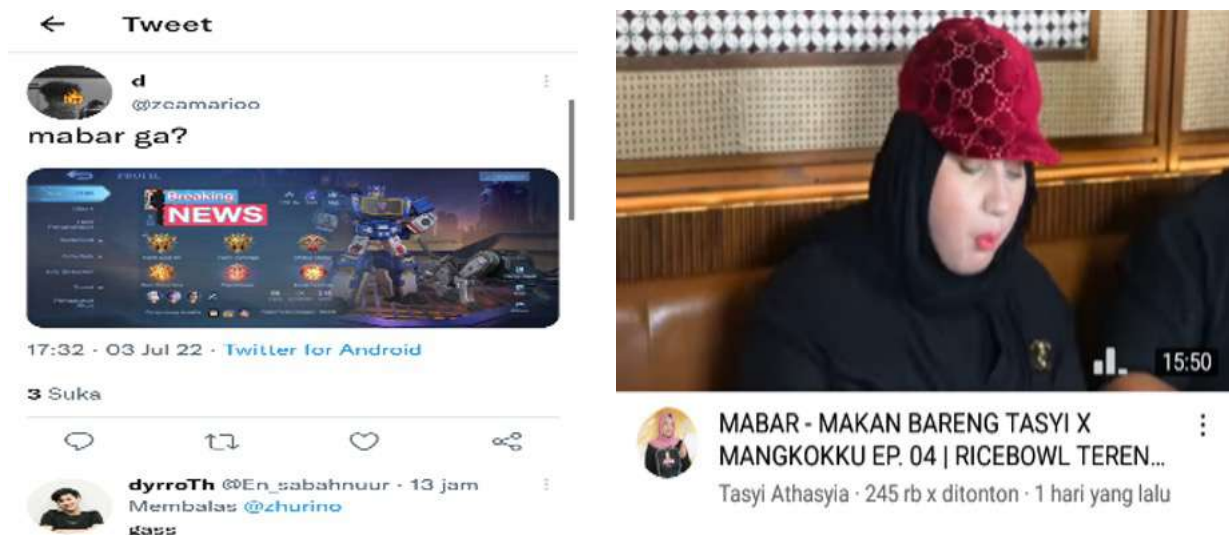 Tweet
d
@zcamarioo
mabar ga?
PROFIL
Breaking
NEWS
17:32 · 03 Jul 22 · Twitter for Android
3 Suka
dyrroTh @En_sabahnuur · 13 jam
Membalas @zhurino
gass
15:50
MABAR - MAKAN BARENG TASYI X
MANGKOKKU EP. 04 | RICEBOWL TEREN...
Tasyi Athasyia · 245 rb x ditonton · 1 hari yang lalu